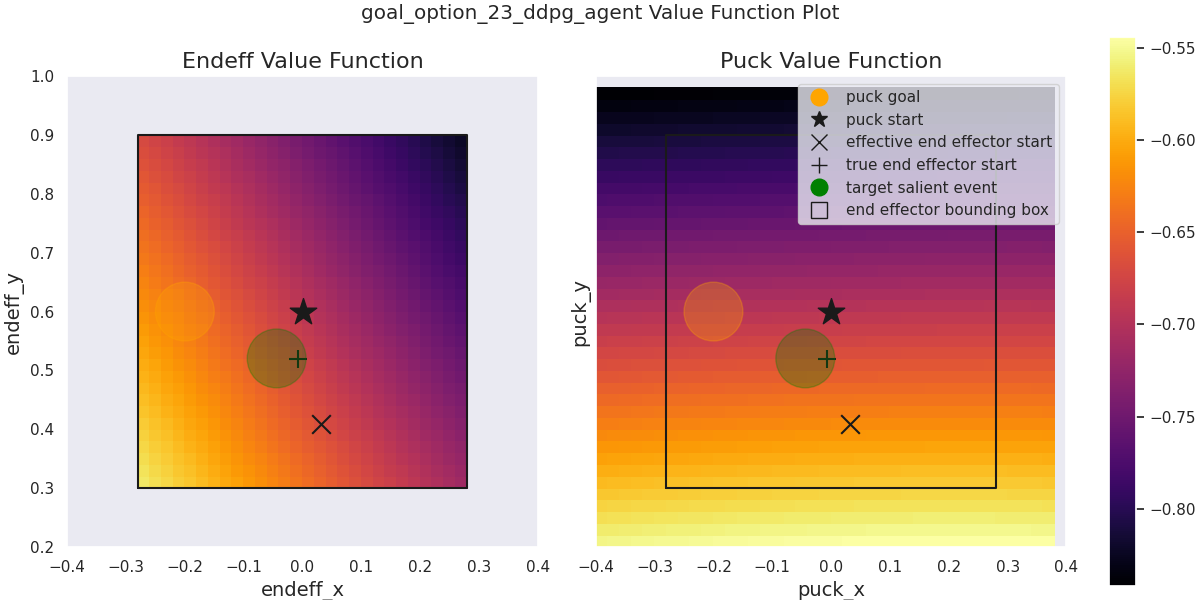 goal_option_23_ddpg_agent Value Function Plot
Endeff Value Function
Puck Value Function
1.0
0.9
0.8
0.7
0.6
0.5
0.4
0.3
0.2
endeff_y
−0.4
−0.3
−0.2
−0.1
0.0
0.1
0.2
0.3
0.4
endeff_x
puck_y
puck goal
puck start
effective end effector start
true end effector start
target salient event
end effector bounding box
−0.4
−0.3
−0.2
−0.1
0.0
0.1
0.2
0.3
0.4
puck_x
−0.55
−0.60
−0.65
−0.70
−0.75
−0.80